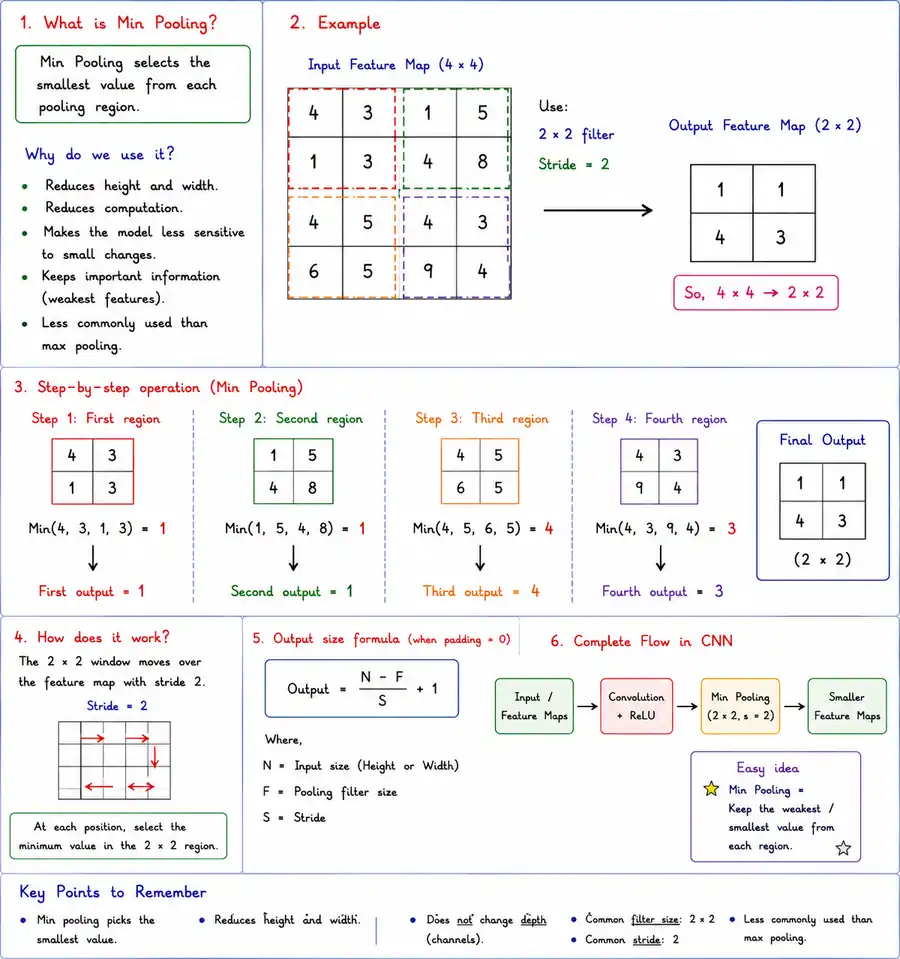 1. What is Min Pooling?
Min Pooling selects the
smallest value from each
pooling region.
Why do we use it?
• Reduces height and width.
• Reduces computation.
• Makes the model less sensitive
to small changes.
• Keeps important information
(weakest features).
• Less commonly used than
max pooling.
2. Example
Input Feature Map (4 × 4)
4 3 1 5
1 3 4 8
4 5 4 3
6 5 9 4
Use:
2 × 2 filter
Stride = 2
Output Feature Map (2 × 2)
1 1
4 3
So, 4 × 4 → 2 × 2
3. Step-by-step operation (Min Pooling)
Step 1: First region
4 3
1 3
Min(4, 3, 1, 3) = 1
First output = 1
Step 2: Second region
1 5
4 8
Min(1, 5, 4, 8) = 1
Second output = 1
Step 3: Third region
4 5
6 5
Min(4, 5, 6, 5) = 4
Third output = 4
Step 4: Fourth region
4 3
9 4
Min(4, 3, 9, 4) = 3
Fourth output = 3
Final Output
1 1
4 3
(2 × 2)
4. How does it work?
The 2 × 2 window moves over
the feature map with stride 2.
Stride = 2
At each position, select the
minimum value in the 2 × 2 region.
5. Output size formula (when padding = 0)
Output = (N - F) / S + 1
Where,
N = Input size (Height or Width)
F = Pooling filter size
S = Stride
6. Complete Flow in CNN
Input /
Feature Maps
Convolution
+ ReLU
Min Pooling
(2 × 2, s = 2)
Smaller
Feature Maps
Easy idea
Min Pooling =
Keep the weakest /
smallest value from
each region.
Key Points to Remember
• Min pooling picks the
smallest value.
• Reduces height and width.
• Does not change depth
(channels).
• Common filter size: 2 × 2
• Common stride: 2
• Less commonly used than
max pooling.